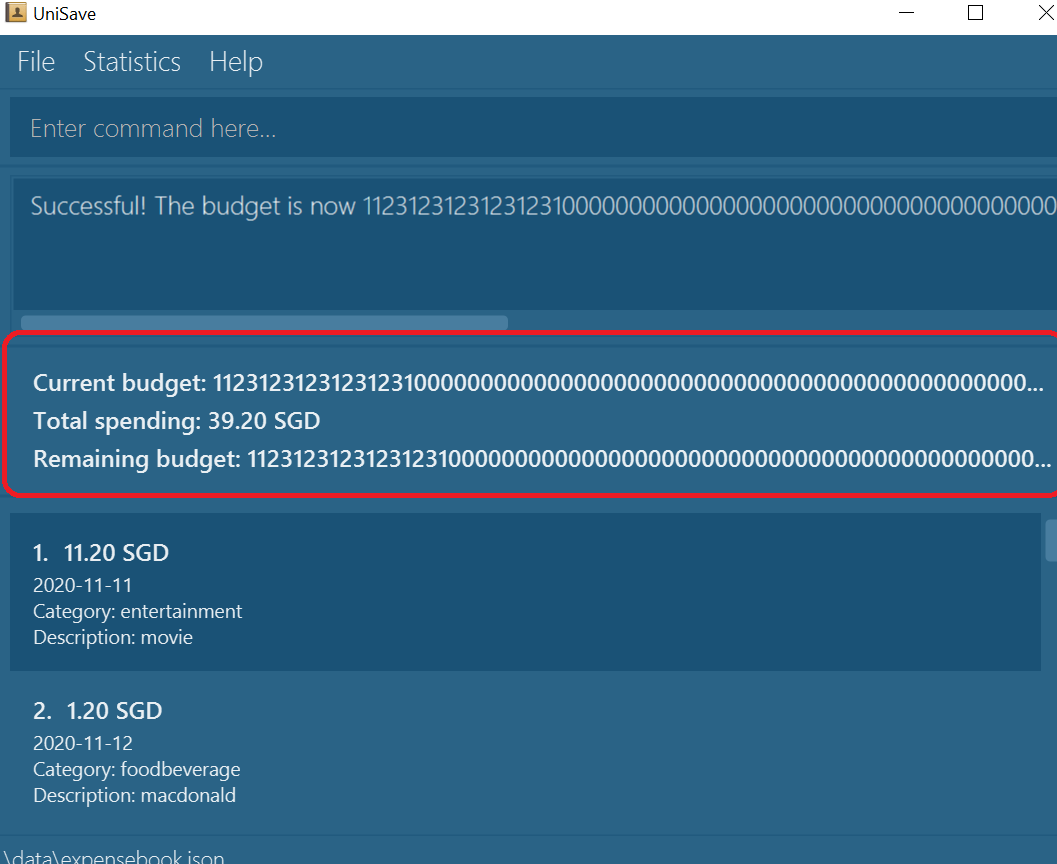 UniSave
File Statistics Help
Enter command here...
Successful! The budget is now 11231231231231231000000000000000000000000000000000000
Current budget: 11231231231231231000000000000000000000000000000000000000000000...
Total spending: 39.20 SGD
Remaining budget: 11231231231231231000000000000000000000000000000000000000000...
1. 11.20 SGD
2020-11-11
Category: entertainment
Description: movie
2. 1.20 SGD
2020-11-12
Category: foodbeverage
Description: macdonald
\data\expensebook.json